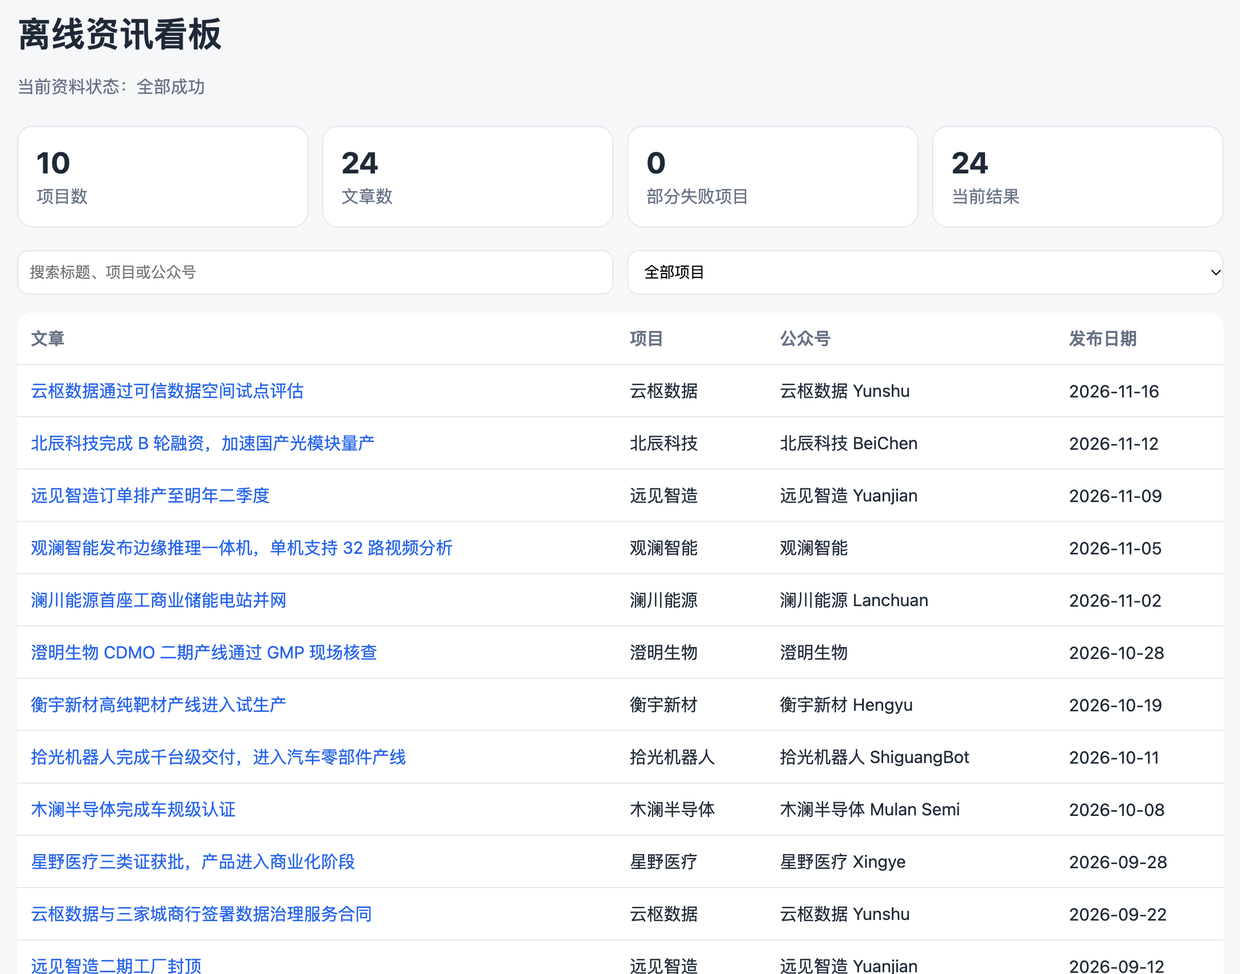 离线资讯看板
当前资料状态：全部成功
10 24 0 24
项目数 文章数 部分失败项目 当前结果
搜索标题、项目或公众号 全部项目
文章 项目 公众号 发布日期
云枢数据通过可信数据空间试点评估 云枢数据 云枢数据 Yunshu 2026-11-16
北辰科技完成 B 轮融资，加速国产光模块量产 北辰科技 北辰科技 BeiChen 2026-11-12
远见智造订单排产至明年二季度 远见智造 远见智造 Yuanjian 2026-11-09
观澜智能发布边缘推理一体机，单机支持 32 路视频分析 观澜智能 观澜智能 2026-11-05
澜川能源首座工商业储能电站并网 澜川能源 澜川能源 Lanchuan 2026-11-02
澄明生物 CDMO 二期产线通过 GMP 现场核查 澄明生物 澄明生物 2026-10-28
衡宇新材高纯靶材产线进入试生产 衡宇新材 衡宇新材 Hengyu 2026-10-19
拾光机器人完成千台级交付，进入汽车零部件产线 拾光机器人 拾光机器人 ShiguangBot 2026-10-11
木澜半导体完成车规级认证 木澜半导体 木澜半导体 Mulan Semi 2026-10-08
星野医疗三类证获批，产品进入商业化阶段 星野医疗 星野医疗 Xingye 2026-09-28
云枢数据与三家城商行签署数据治理服务合同 云枢数据 云枢数据 Yunshu 2026-09-22
远见智造二期工厂封顶 远见智造 远见智造 Yuanjian 2026-09-12